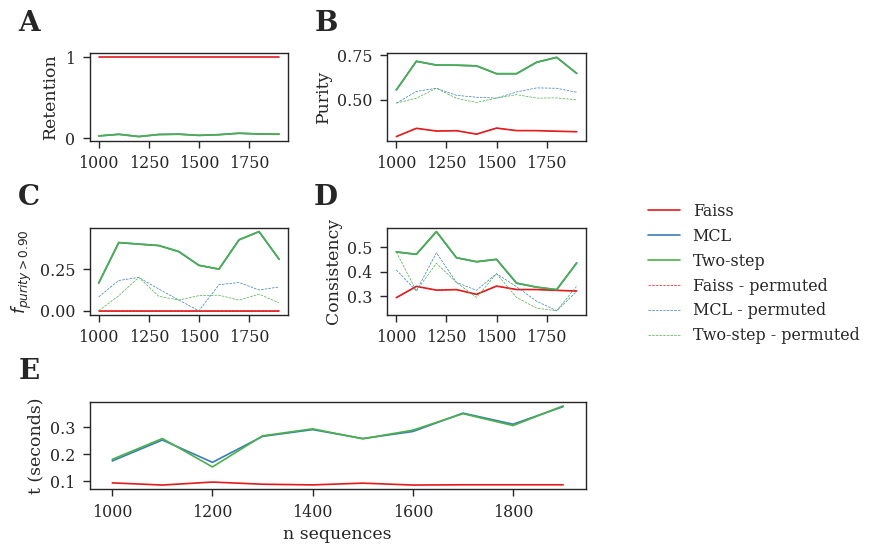 A
Retention
1
0
1000 1250 1500 1750
B
Purity
0.75
0.50
1000 1250 1500 1750
C
f purity > 0.90
0.25
0.00
1000 1250 1500 1750
D
Consistency
0.5
0.4
0.3
1000 1250 1500 1750
Faiss
MCL
Two-step
Faiss - permuted
MCL - permuted
Two-step - permuted
E
t (seconds)
0.3
0.2
0.1
1000 1200 1400 1600 1800
n sequences